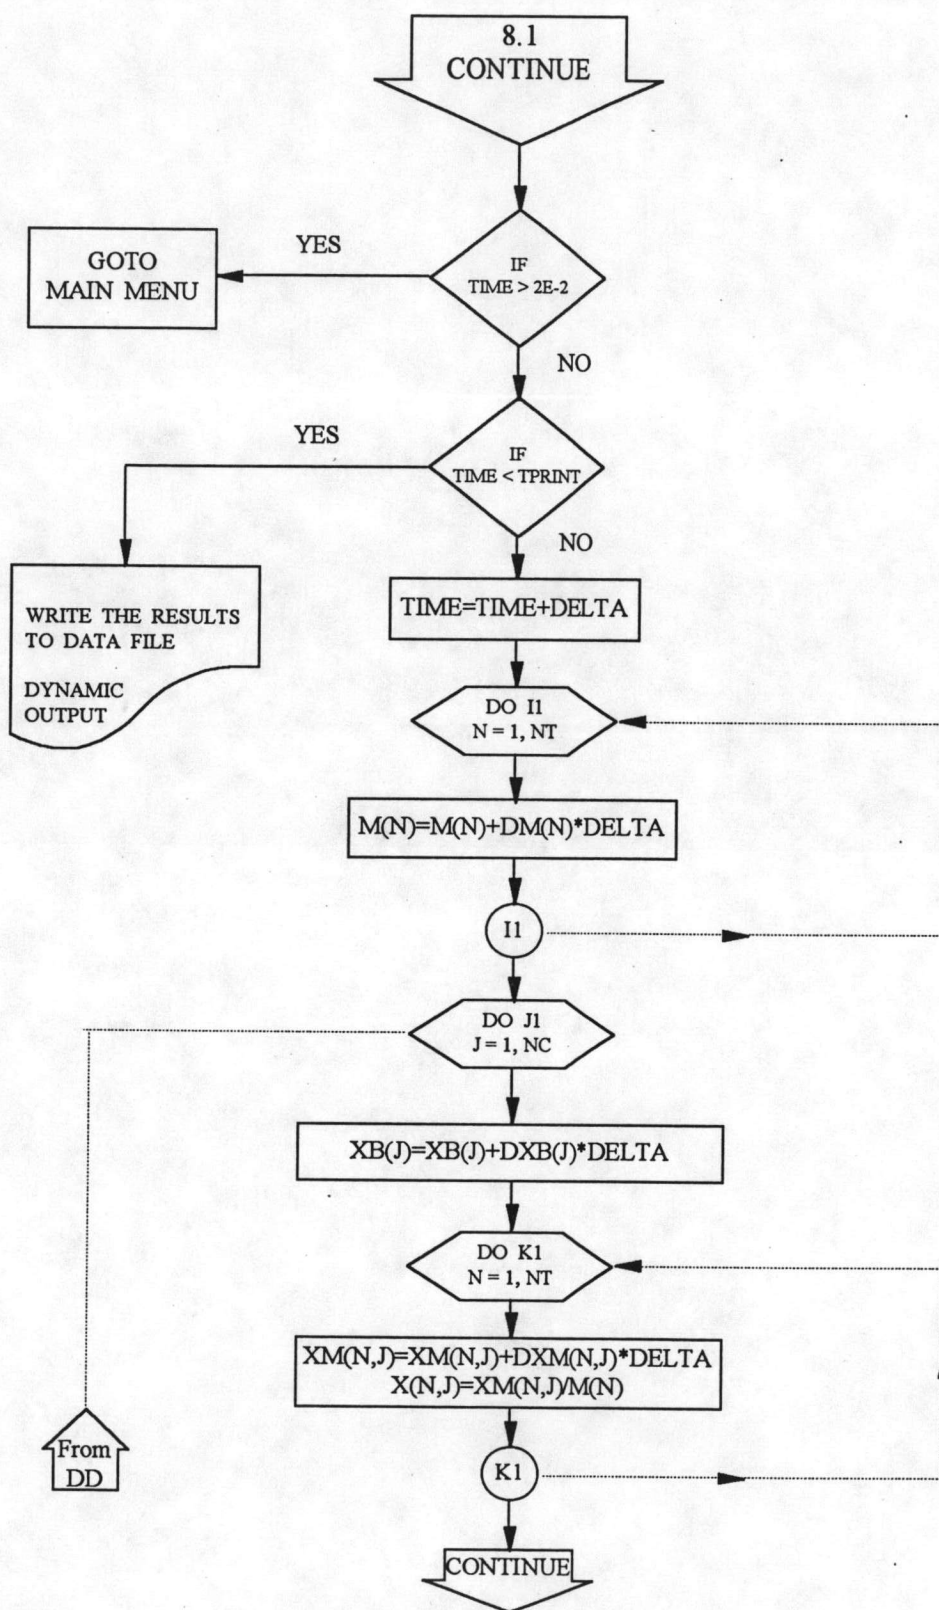 8.1
CONTINUE
IF
TIME > 2E-2
YES
GOTO
MAIN MENU
NO
IF
TIME < TPRINT
YES
WRITE THE RESULTS
TO DATA FILE
DYNAMIC
OUTPUT
NO
TIME=TIME+DELTA
DO I1
N = 1, NT
M(N)=M(N)+DM(N)*DELTA
I1
DO J1
J = 1, NC
XB(J)=XB(J)+DXB(J)*DELTA
DO K1
N = 1, NT
XM(N,J)=XM(N,J)+DXM(N,J)*DELTA
X(N,J)=XM(N,J)/M(N)
K1
From
DD
CONTINUE